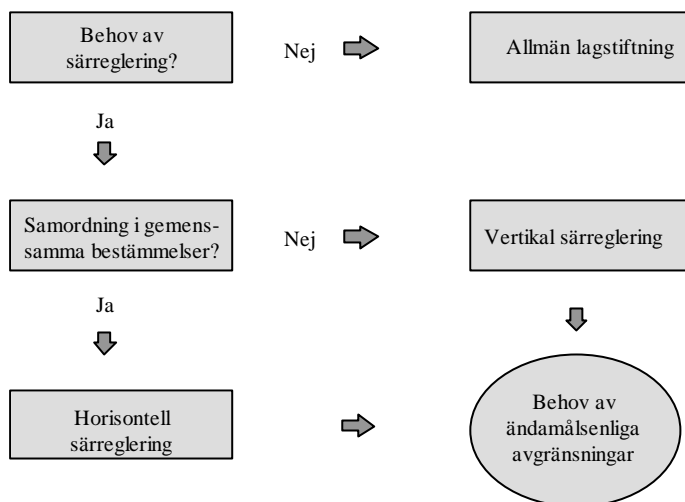 Behov av
särreglering?
Nej
Allmän lagstiftning
Ja
Samordning i gemens-
samma bestämmelser?
Nej
Vertikal särreglering
Ja
Horisontell
särreglering
Behov av
ändamålsenliga
avgränsningar